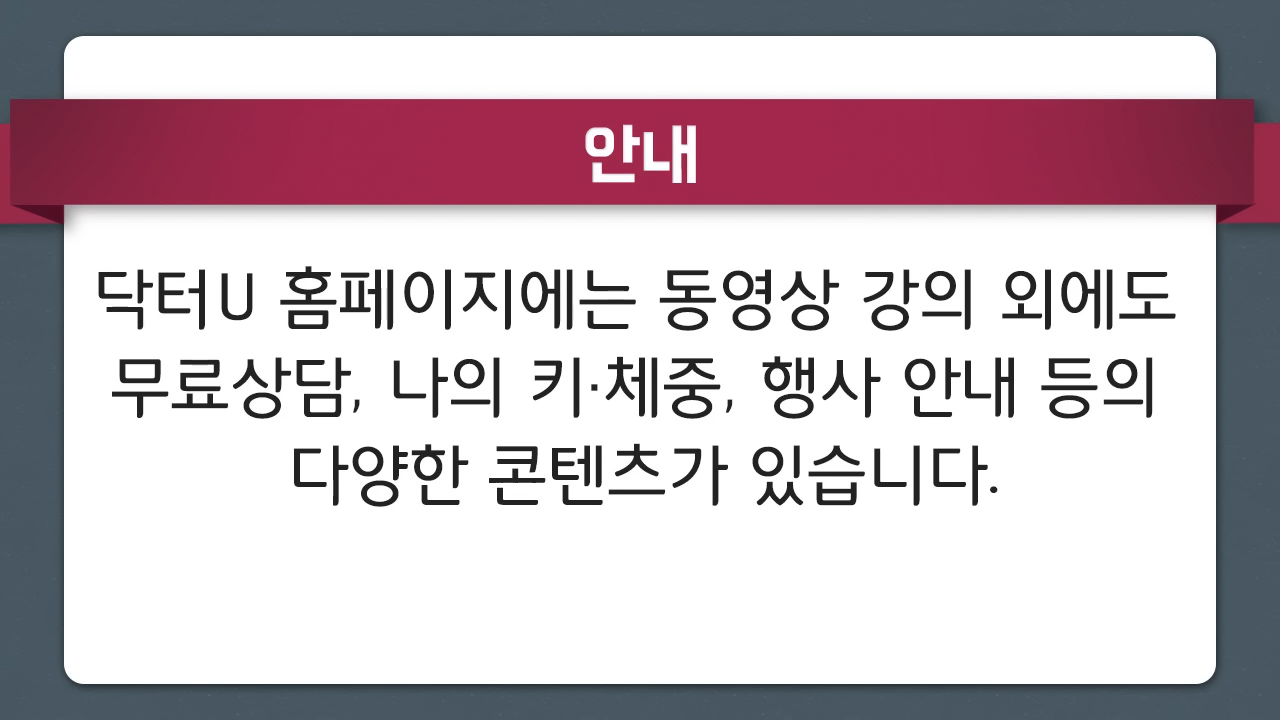 안내
닥터U 홈페이지에는 동영상 강의 외에도
무료상담, 나의 키·체중, 행사 안내 등의
다양한 콘텐츠가 있습니다.